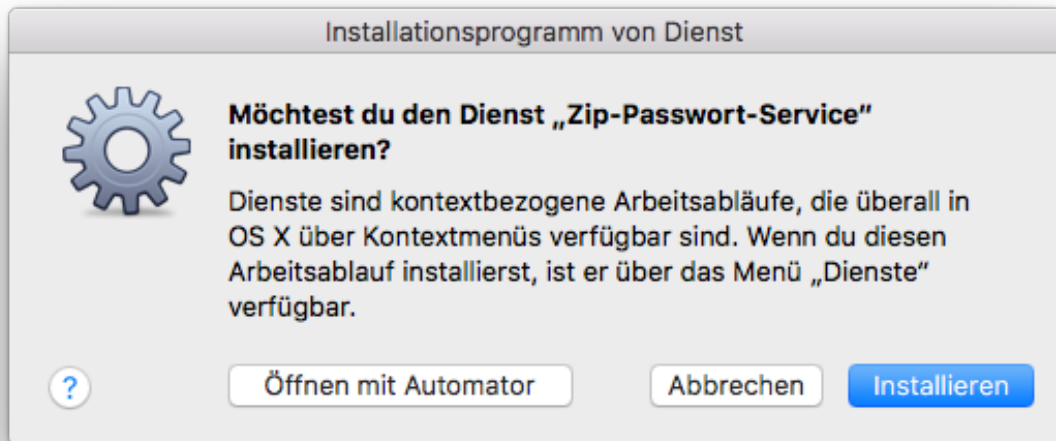 Installationsprogramm von Dienst
Möchtest du den Dienst „Zip-Passwort-Service“
installieren?
Dienste sind kontextbezogene Arbeitsabläufe, die überall in
OS X über Kontextmenüs verfügbar sind. Wenn du diesen
Arbeitsablauf installierst, ist er über das Menü „Dienste“
verfügbar.
? Öffnen mit Automator Abbrechen Installieren